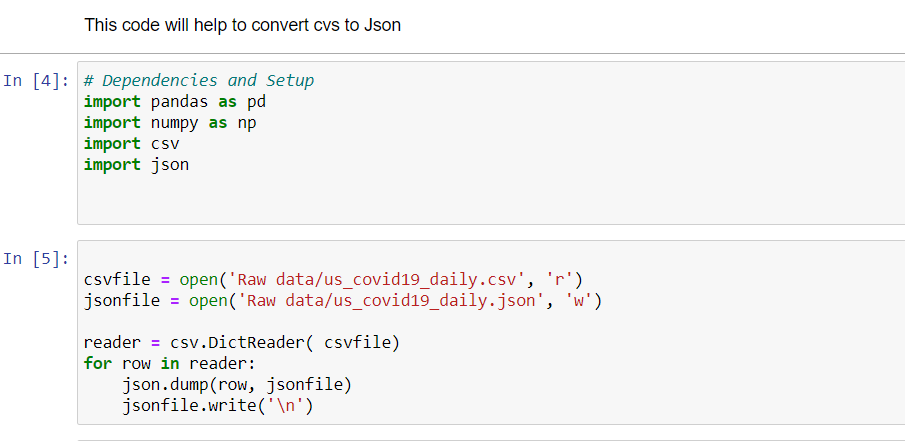 This code will help to convert cvs to Json
In [4]: # Dependencies and Setup
import pandas as pd
import numpy as np
import csv
import json
In [5]:
csvfile = open('Raw data/us_covid19_daily.csv', 'r')
jsonfile = open('Raw data/us_covid19_daily.json', 'w')
reader = csv.DictReader( csvfile)
for row in reader:
    json.dump(row, jsonfile)
    jsonfile.write('\n')